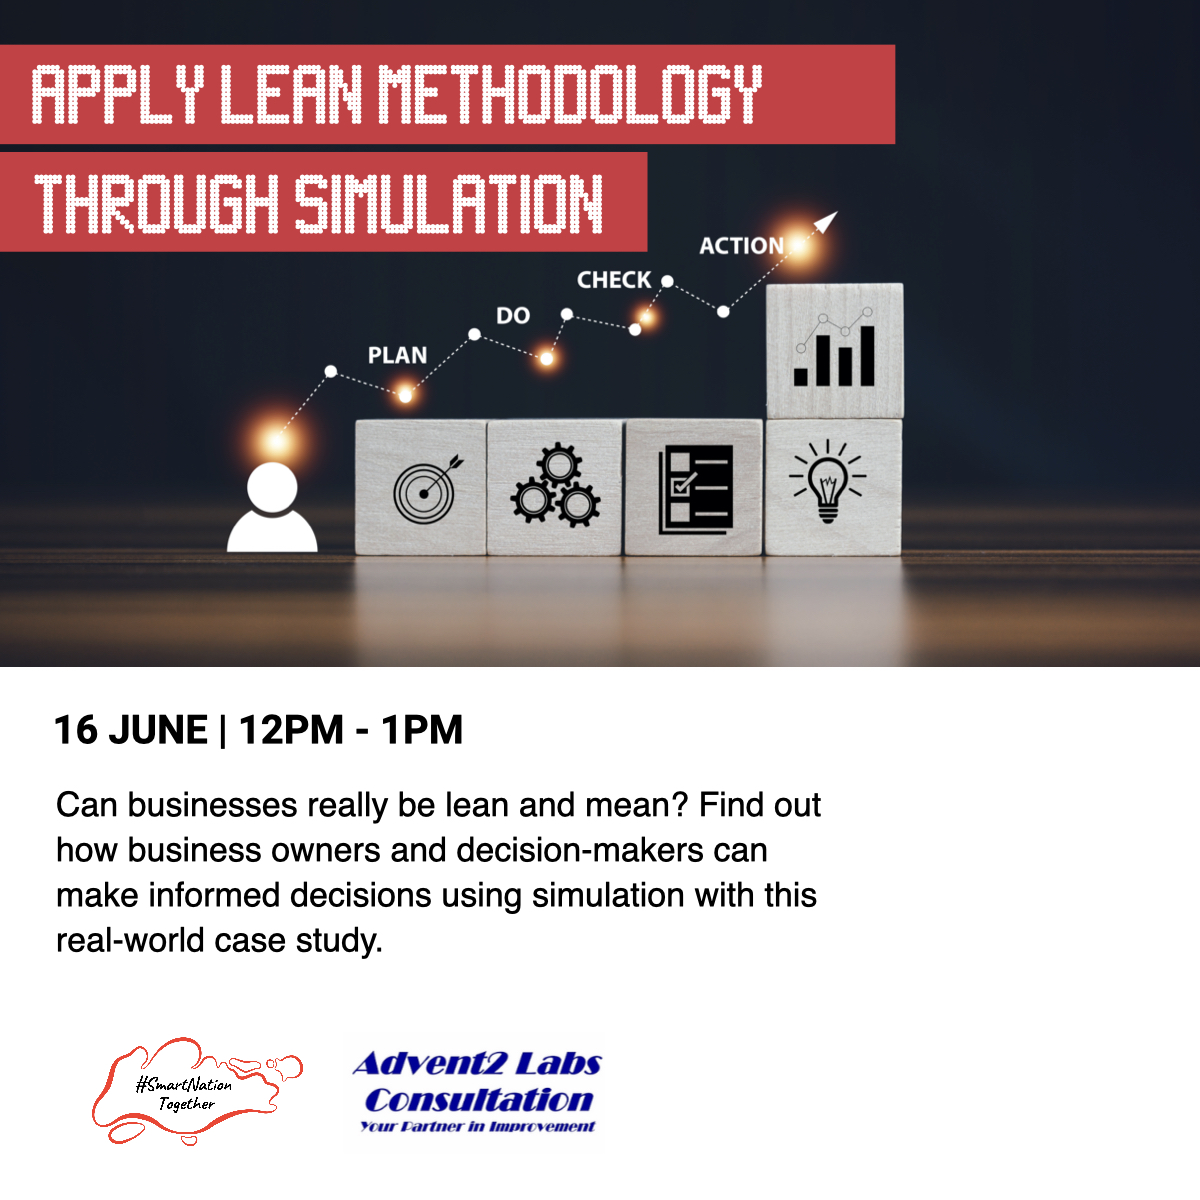 APPLY LEAN METHODOLOGY
THROUGH SIMULATION
ACTION
CHECK
DO
PLAN
16 JUNE | 12PM - 1PM
Can businesses really be lean and mean? Find out
how business owners and decision-makers can
make informed decisions using simulation with this
real-world case study.
#SmartNation
Together
Advent2 Labs
Consultation
Your Partner in Improvement